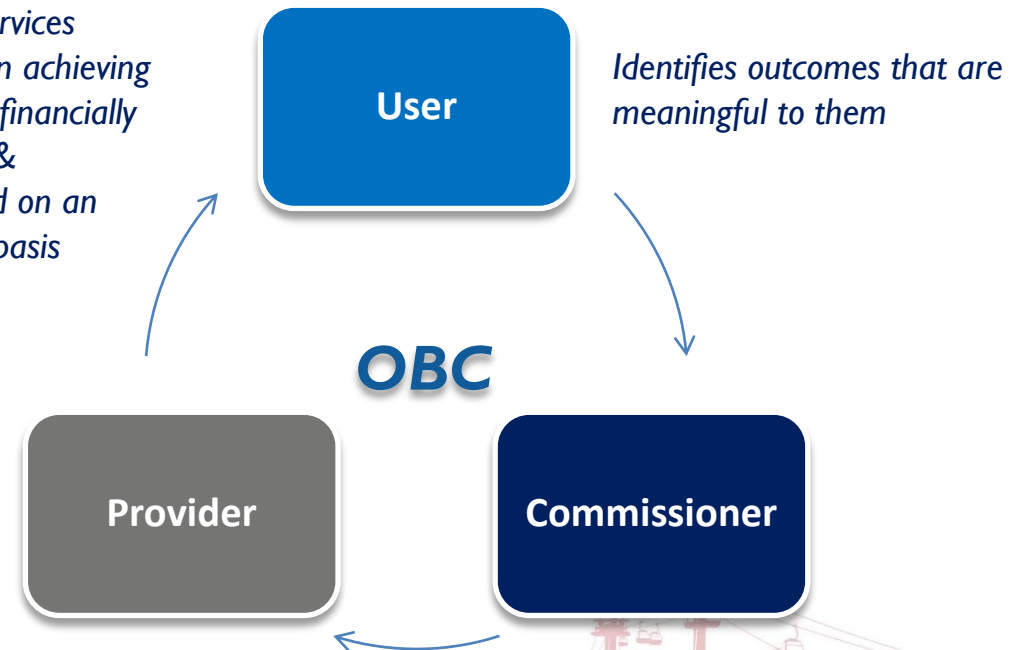 rvices
n achieving
financially
&
d on an
basis
User
Identifies outcomes that are
meaningful to them
OBC
Provider
Commissioner